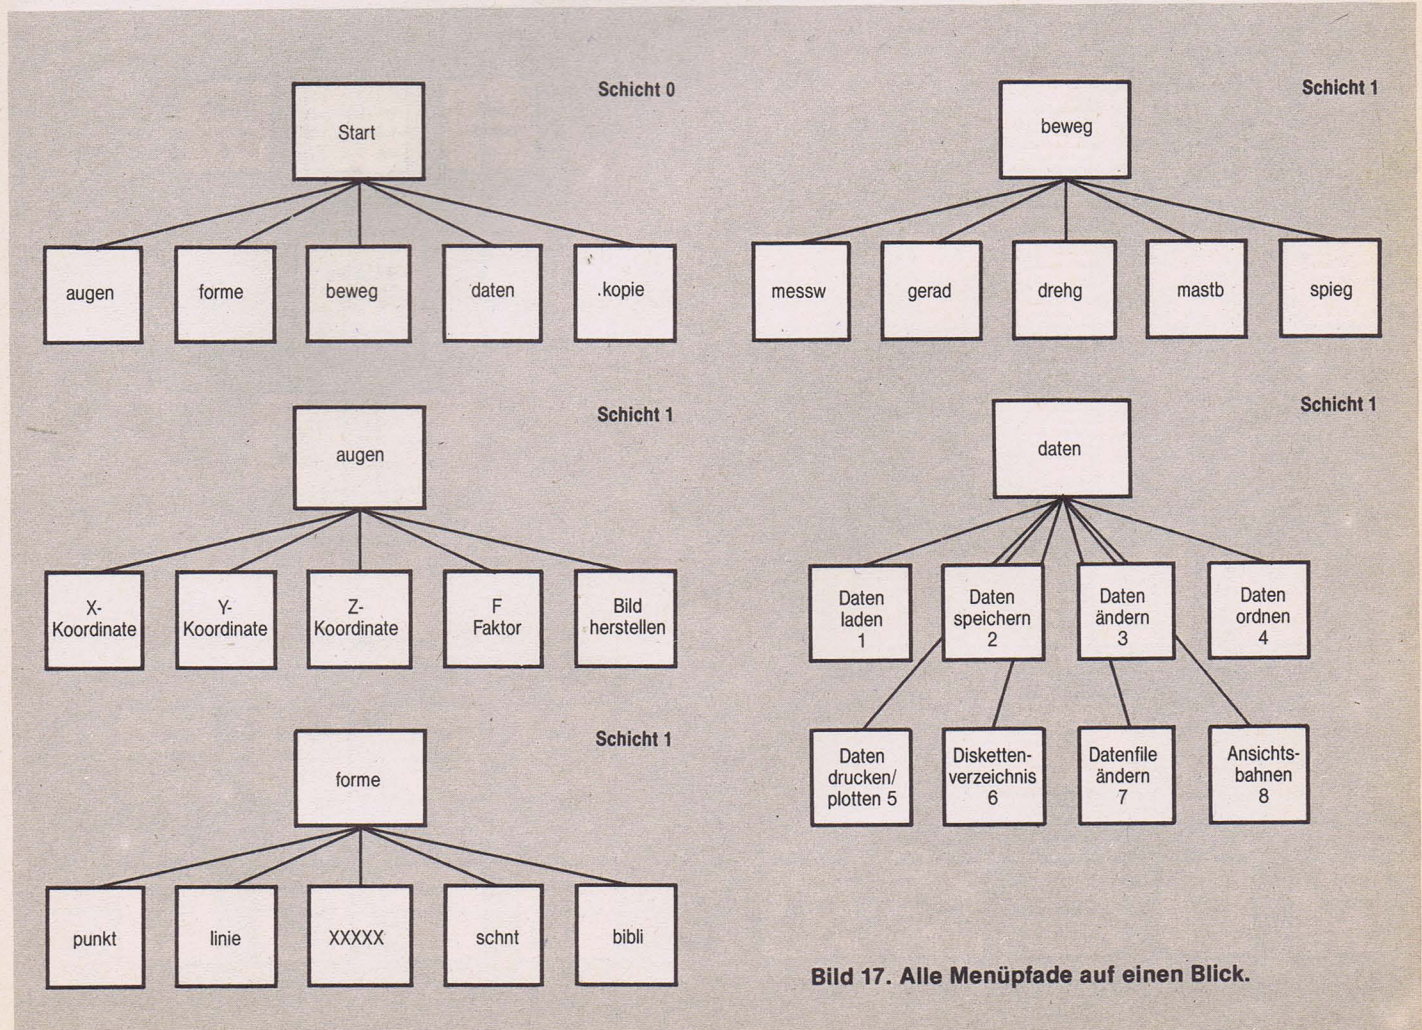 Schicht 0
Start
augen
forme
beweg
daten
.kopie
Schicht 1
augen
X-
Koordinate
Y-
Koordinate
Z-
Koordinate
F
Faktor
Bild
herstellen
Schicht 1
forme
punkt
linie
XXXXX
schnt
bibli
Schicht 1
beweg
messw
gerad
drehg
mastb
spieg
Schicht 1
daten
Daten
laden
1
Daten
speichern
2
Daten
ändern
3
Daten
ordnen
4
Daten
drucken/
plotten 5
Disketten-
verzeichnis
6
Datenfile
ändern
7
Ansichts-
bahnen
8
Bild 17. Alle Menüpfade auf einen Blick.